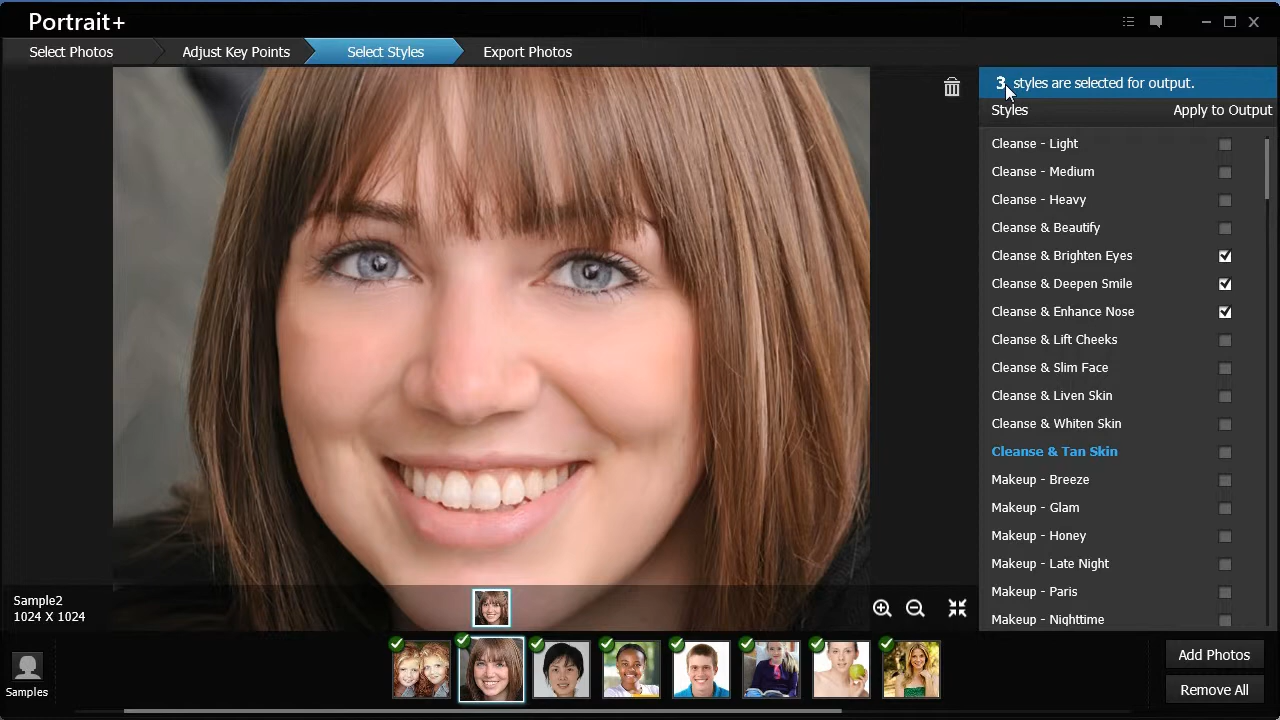 Portrait+
Select Photos
Adjust Key Points
Select Styles
Export Photos
3 styles are selected for output.
Styles
Apply to Output
Cleanse - Light
Cleanse - Medium
Cleanse - Heavy
Cleanse & Beautify
Cleanse & Brighten Eyes
Cleanse & Deepen Smile
Cleanse & Enhance Nose
Cleanse & Lift Cheeks
Cleanse & Slim Face
Cleanse & Liven Skin
Cleanse & Whiten Skin
Cleanse & Tan Skin
Makeup - Breeze
Makeup - Glam
Makeup - Honey
Makeup - Late Night
Makeup - Paris
Makeup - Nighttime
Sample2
1024 X 1024
Samples
Add Photos
Remove All